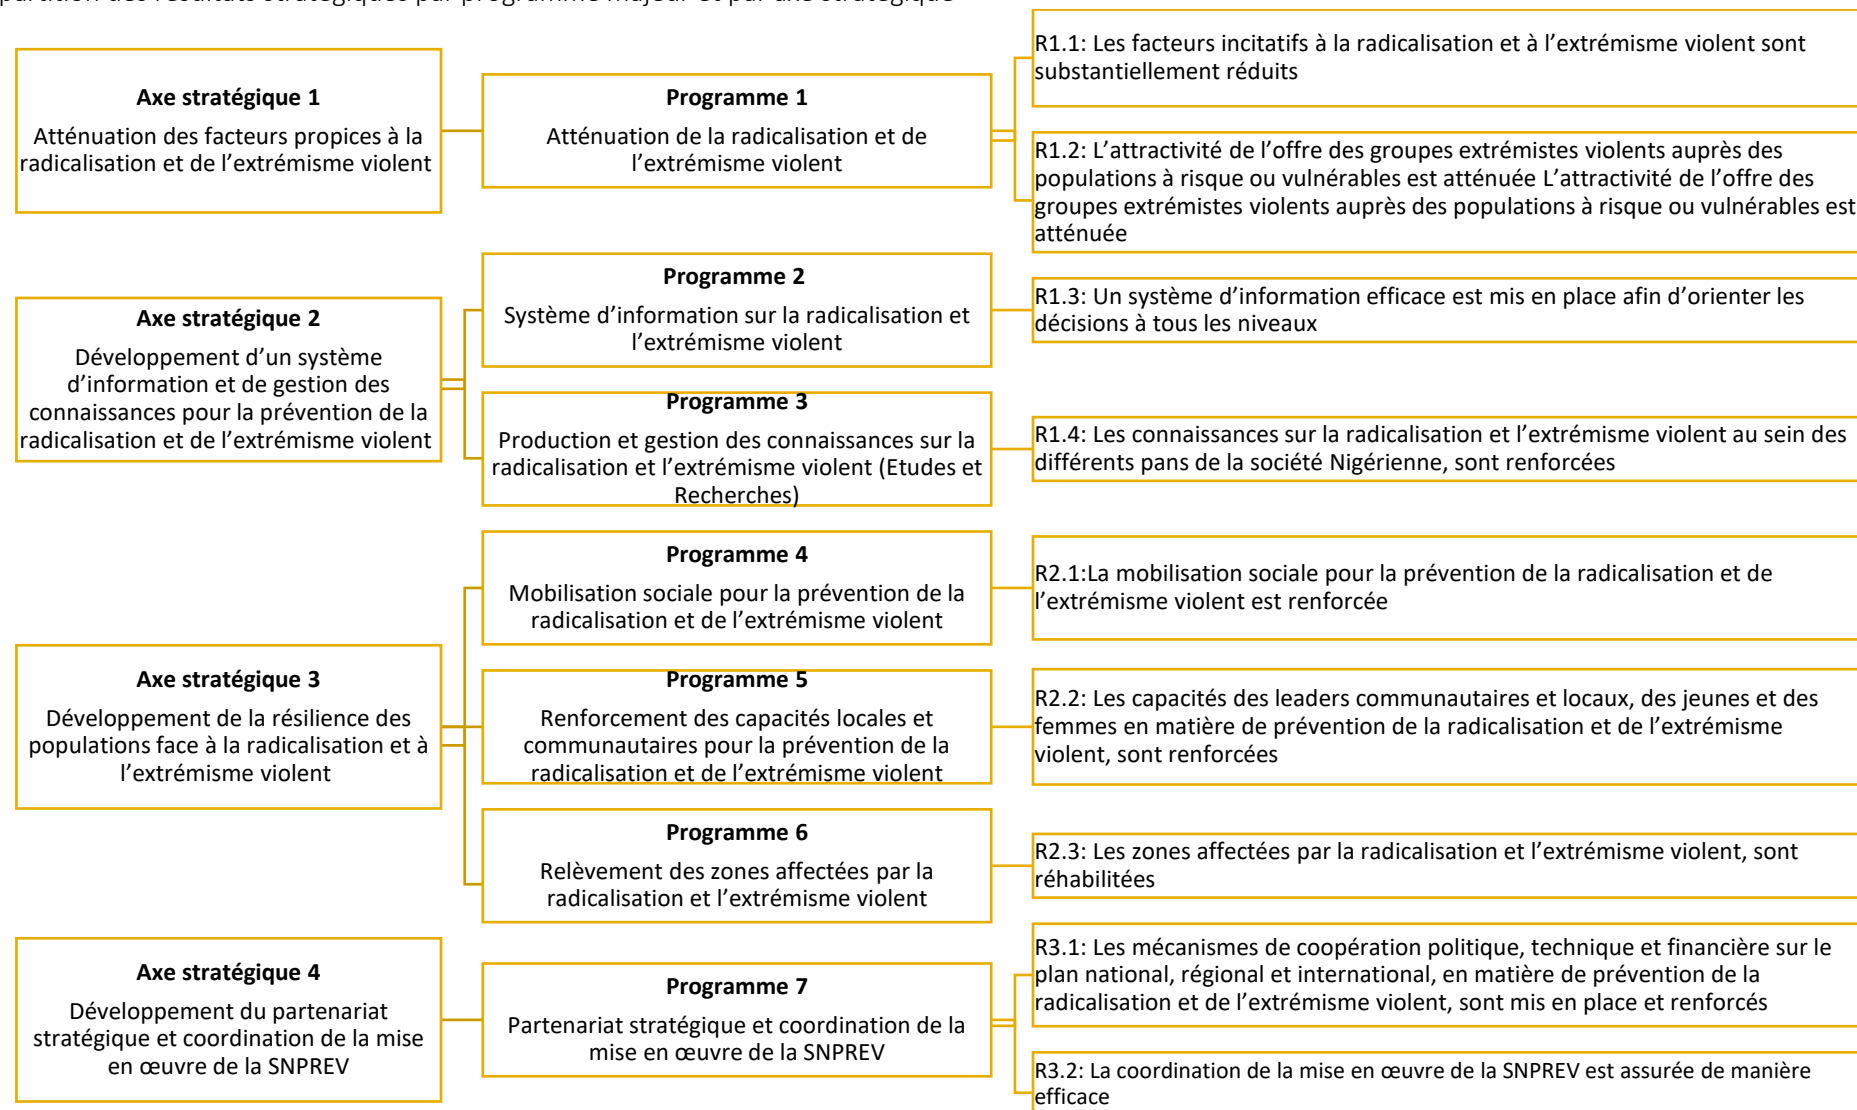 partition des résultats stratégiques par programme majeur et par axe stratégique
Axe stratégique 1
Atténuation des facteurs propices à la
radicalisation et de l’extrémisme violent
Programme 1
Atténuation de la radicalisation et de
l’extrémisme violent
R1.1: Les facteurs incitatifs à la radicalisation et à l’extrémisme violent sont
substantiellement réduits
R1.2: L’attractivité de l’offre des groupes extrémistes violents auprès des
populations à risque ou vulnérables est atténuée L’attractivité de l’offre des
groupes extrémistes violents auprès des populations à risque ou vulnérables est
atténuée
Axe stratégique 2
Développement d’un système
d’information et de gestion des
connaissances pour la prévention de la
radicalisation et de l’extrémisme violent
Programme 2
Système d’information sur la radicalisation et
l’extrémisme violent
R1.3: Un système d’information efficace est mis en place afin d’orienter les
décisions à tous les niveaux
Programme 3
Production et gestion des connaissances sur la
radicalisation et l’extrémisme violent (Etudes et
Recherches)
R1.4: Les connaissances sur la radicalisation et l’extrémisme violent au sein des
différents pans de la société Nigérienne, sont renforcées
Axe stratégique 3
Développement de la résilience des
populations face à la radicalisation et à
l’extrémisme violent
Programme 4
Mobilisation sociale pour la prévention de la
radicalisation et de l’extrémisme violent
R2.1:La mobilisation sociale pour la prévention de la radicalisation et de
l’extrémisme violent est renforcée
Programme 5
Renforcement des capacités locales et
communautaires pour la prévention de la
radicalisation et de l’extrémisme violent
R2.2: Les capacités des leaders communautaires et locaux, des jeunes et des
femmes en matière de prévention de la radicalisation et de l’extrémisme
violent, sont renforcées
Programme 6
Relèvement des zones affectées par la
radicalisation et l’extrémisme violent
R2.3: Les zones affectées par la radicalisation et l’extrémisme violent, sont
réhabilitées
Axe stratégique 4
Développement du partenariat
stratégique et coordination de la mise
en œuvre de la SNPREV
Programme 7
Partenariat stratégique et coordination de la
mise en œuvre de la SNPREV
R3.1: Les mécanismes de coopération politique, technique et financière sur le
plan national, régional et international, en matière de prévention de la
radicalisation et de l’extrémisme violent, sont mis en place et renforcés
R3.2: La coordination de la mise en œuvre de la SNPREV est assurée de manière
efficace